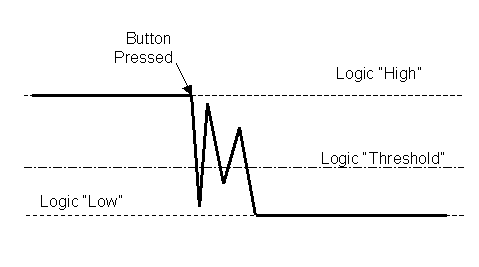 Button
Pressed
Logic "High"
Logic "Threshold"
Logic "Low"